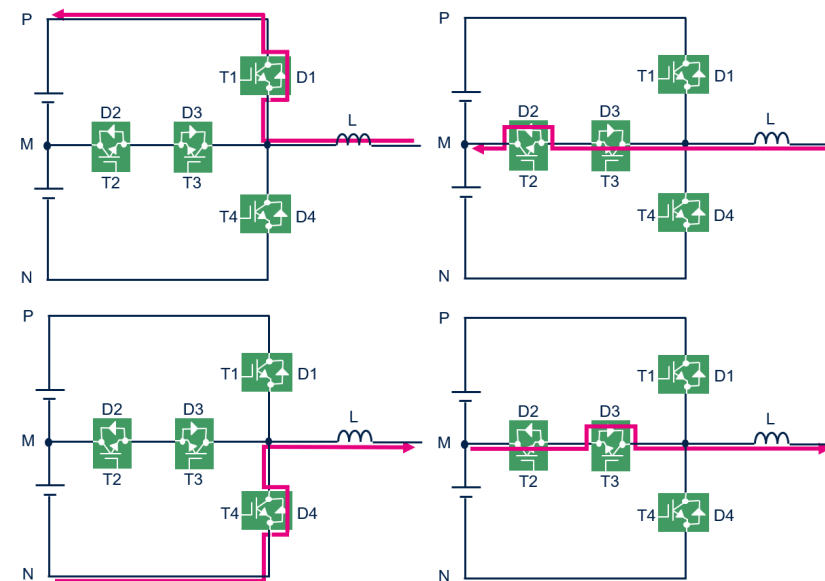 P
T1 D1
D2 D3
L
M
T2 T3
T4 D4
N
P
T1 D1
D2 D3
L
M
T2 T3
T4 D4
N
P
T1 D1
D2 D3
L
M
T2 T3
T4 D4
N
P
T1 D1
D2 D3
L
M
T2 T3
T4 D4
N